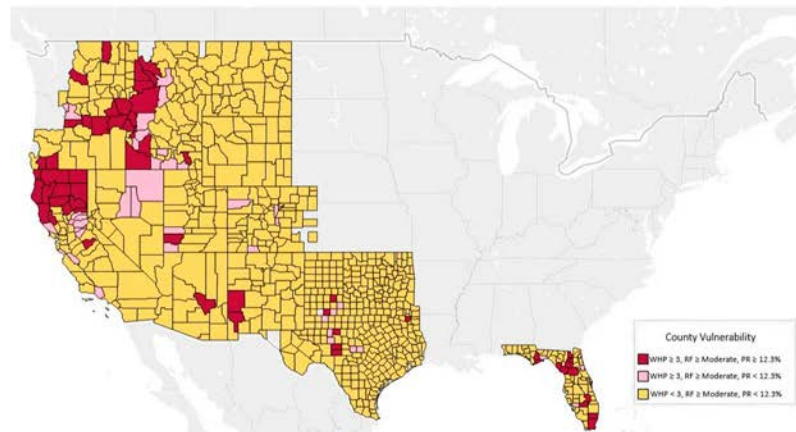 County Vulnerability
WHP ≥ 3, RF ≥ Moderate, PR ≥ 12.3%
WHP ≥ 3, RF ≥ Moderate, PR < 12.3%
WHP < 3, RF ≥ Moderate, PR < 12.3%